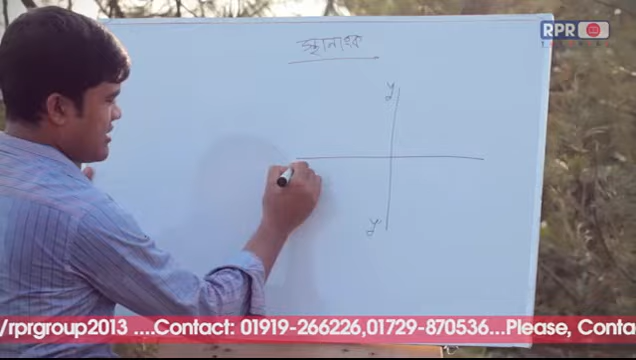 RPR
স্থানাংক
y
y
/rprgroup2013 ....Contact: 01919-266226,01729-870536...Please, Conta